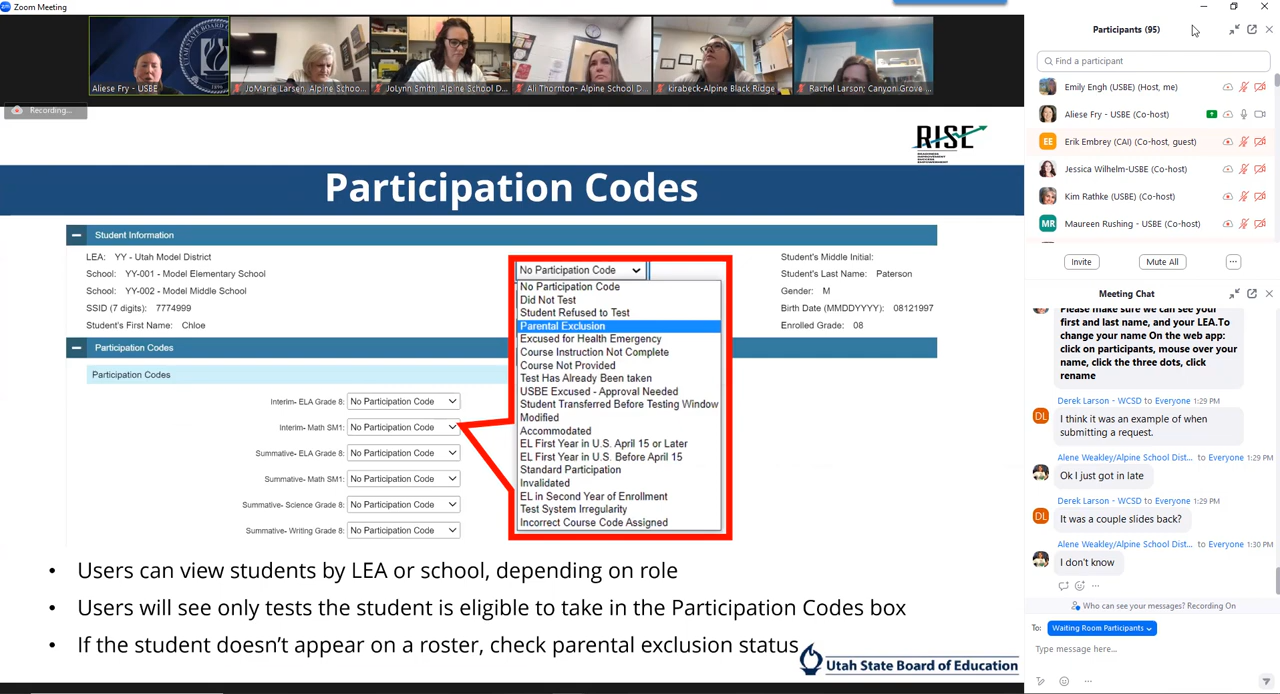 Zoom Meeting
Participants (95)
Find a participant
Emily Engh (USBE) (Host, me)
Aliese Fry - USBE (Co-host)
EE
Erik Embrey (CAI) (Co-host, guest)
Jessica Wilhelm-USBE (Co-host)
Kim Rathke (USBE) (Co-host)
MR
Maureen Rushing - USBE (Co-host)
Invite
Mute All
Aliese Fry - USBE
JoMarie Larsen, Alpine Schoo...
JoLynn Smith, Alpine School D...
Ali Thornton- Alpine School D...
kirabeck-Alpine Black Ridge
Rachel Larson; Canyon Grove ...
Recording...
RISE
Participation Codes
Student Information
LEA: YY - Utah Model District
School: YY-001 - Model Elementary School
School: YY-002 - Model Middle School
SSID (7 digits): 7774999
Student's First Name: Chloe
Student's Middle Initial:
Student's Last Name: Paterson
Gender: M
Birth Date (MMDDYYYY): 08121997
Enrolled Grade: 08
Participation Codes
Participation Codes
Interim- ELA Grade 8: No Participation Code
Interim- Math SM1: No Participation Code
Summative- ELA Grade 8: No Participation Code
Summative- Math SM1: No Participation Code
Summative- Science Grade 8: No Participation Code
Summative- Writing Grade 8: No Participation Code
No Participation Code
No Participation Code
Did Not Test
Student Refused to Test
Parental Exclusion
Excused for Health Emergency
Course Instruction Not Complete
Course Not Provided
Test Has Already Been taken
USBE Excused - Approval Needed
Student Transferred Before Testing Window
Modified
Accommodated
EL First Year in U.S. April 15 or Later
EL First Year in U.S. Before April 15
Standard Participation
Invalidated
EL in Second Year of Enrollment
Test System Irregularity
Incorrect Course Code Assigned
• Users can view students by LEA or school, depending on role
• Users will see only tests the student is eligible to take in the Participation Codes box
• If the student doesn't appear on a roster, check parental exclusion status
Utah State Board of Education
Meeting Chat
Please make sure we can see your
first and last name, and your LEA.To
change your name On the web app:
click on participants, mouse over your
name, click the three dots, click
rename
Derek Larson - WCSD to Everyone 1:29 PM
DL
I think it was an example of when
submitting a request.
Alene Weakley/Alpine School Dist... to Everyone 1:29 PM
Ok I just got in late
Derek Larson - WCSD to Everyone 1:29 PM
DL
It was a couple slides back?
Alene Weakley/Alpine School Dist... to Everyone 1:30 PM
I don't know
Who can see your messages? Recording On
To: Waiting Room Participants
Type message here...